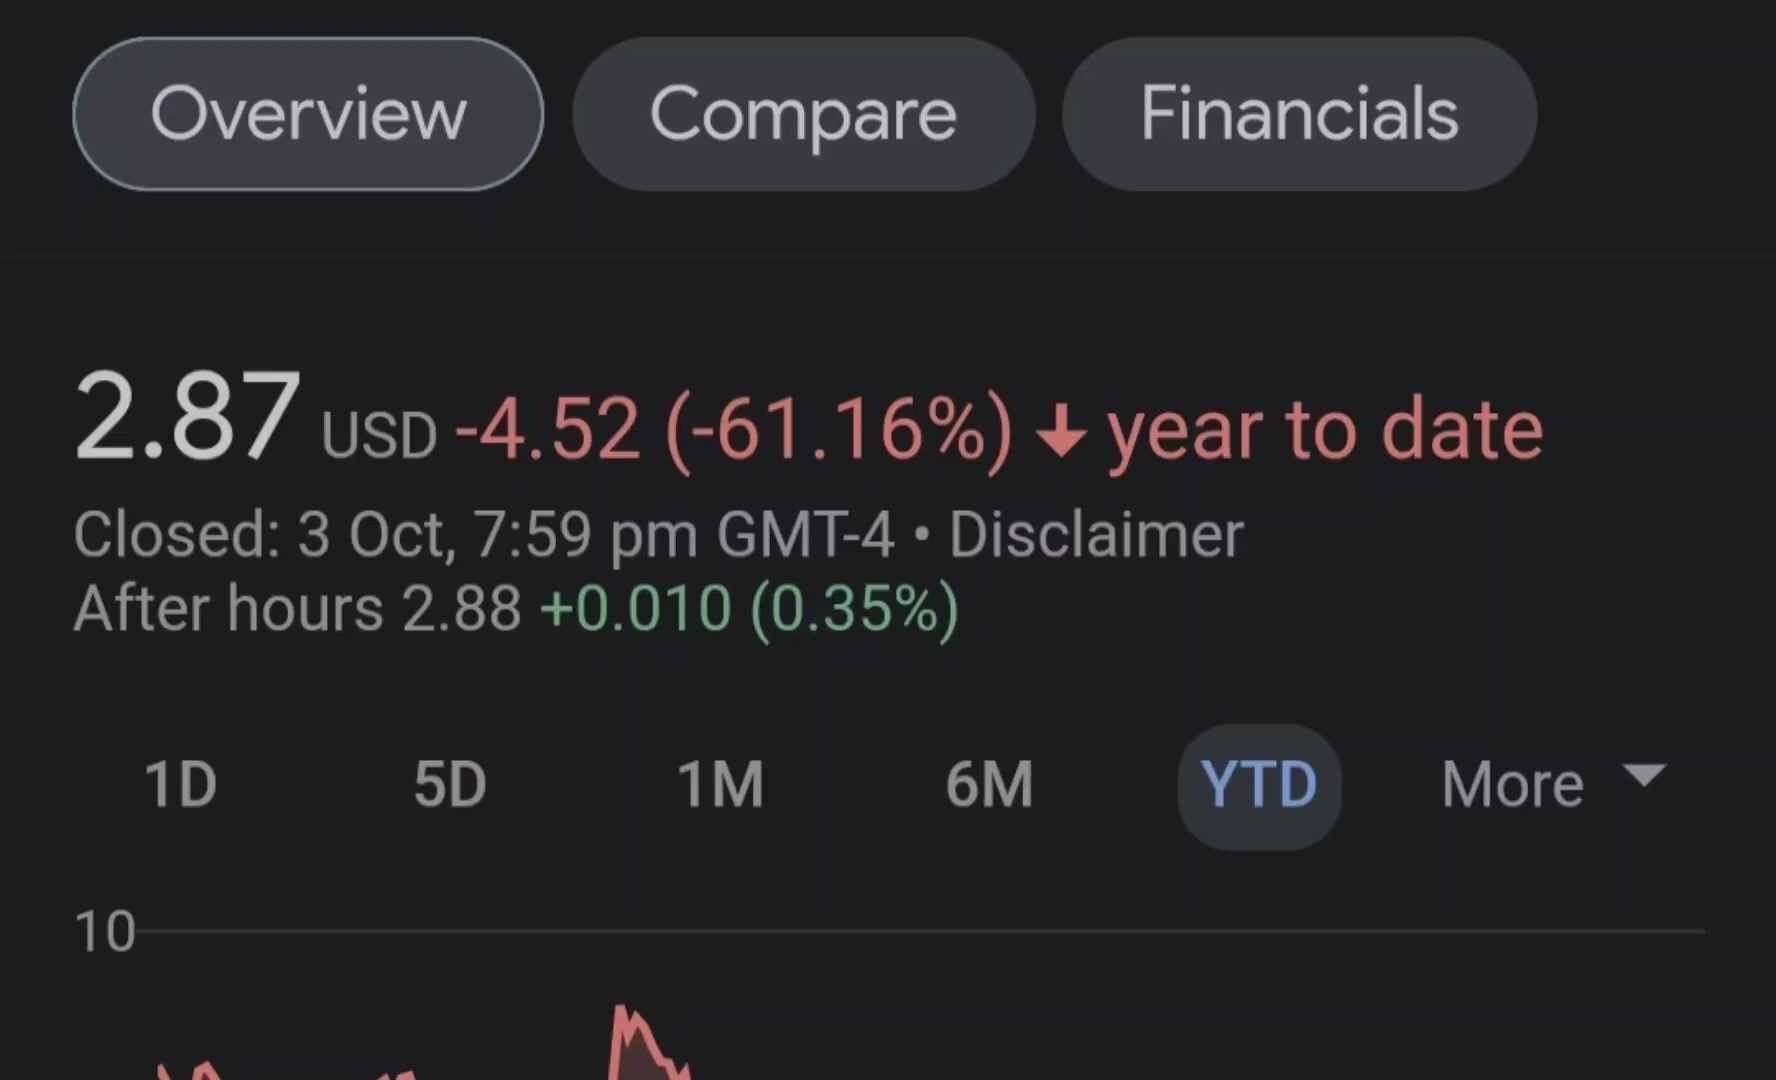 Overview Compare Financials
2.87 USD -4.52 (-61.16%) ↓ year to date
Closed: 3 Oct, 7:59 pm GMT-4 • Disclaimer
After hours 2.88 +0.010 (0.35%)
1D 5D 1M 6M YTD More
10